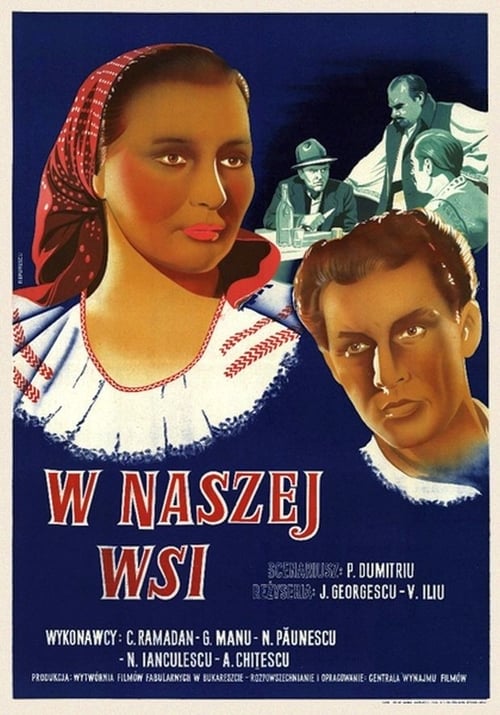 W NASZEJ
WSI
SCENARIUSZ: P. DUMITRIU
REŻYSERIA: J. GEORGESCU - V. ILIU
WYKONAWCY: C. RAMADAN - G. MANU - N. PĂUNESCU
- N. IANCULESCU - A. CHIȚESCU
PRODUKCJA: WYTWÓRNIA FILMÓW FABULARNYCH W BUKARESZCIE - ROZPOWSZECHNIANIE I OPRACOWANIE: CENTRALA WYNAJMU FILMÓW